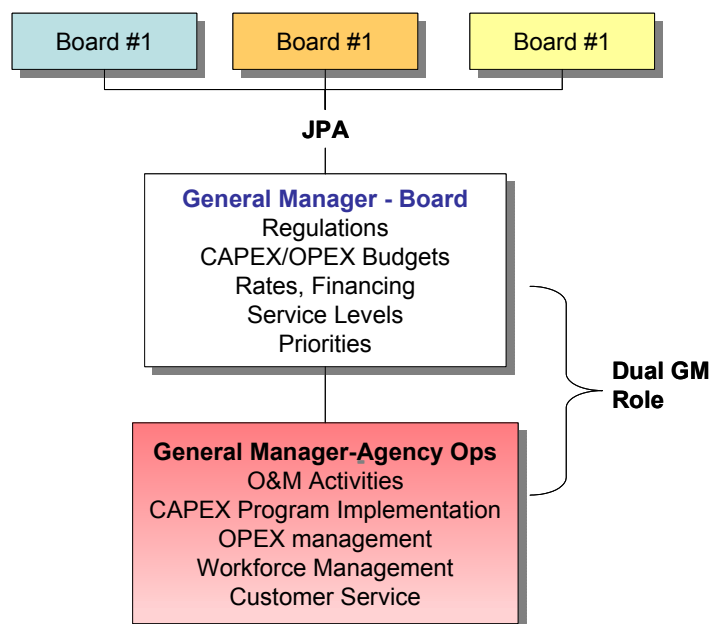 Board #1
Board #1
Board #1
JPA
General Manager - Board
Regulations
CAPEX/OPEX Budgets
Rates, Financing
Service Levels
Priorities
Dual GM
Role
General Manager-Agency Ops
O&M Activities
CAPEX Program Implementation
OPEX management
Workforce Management
Customer Service